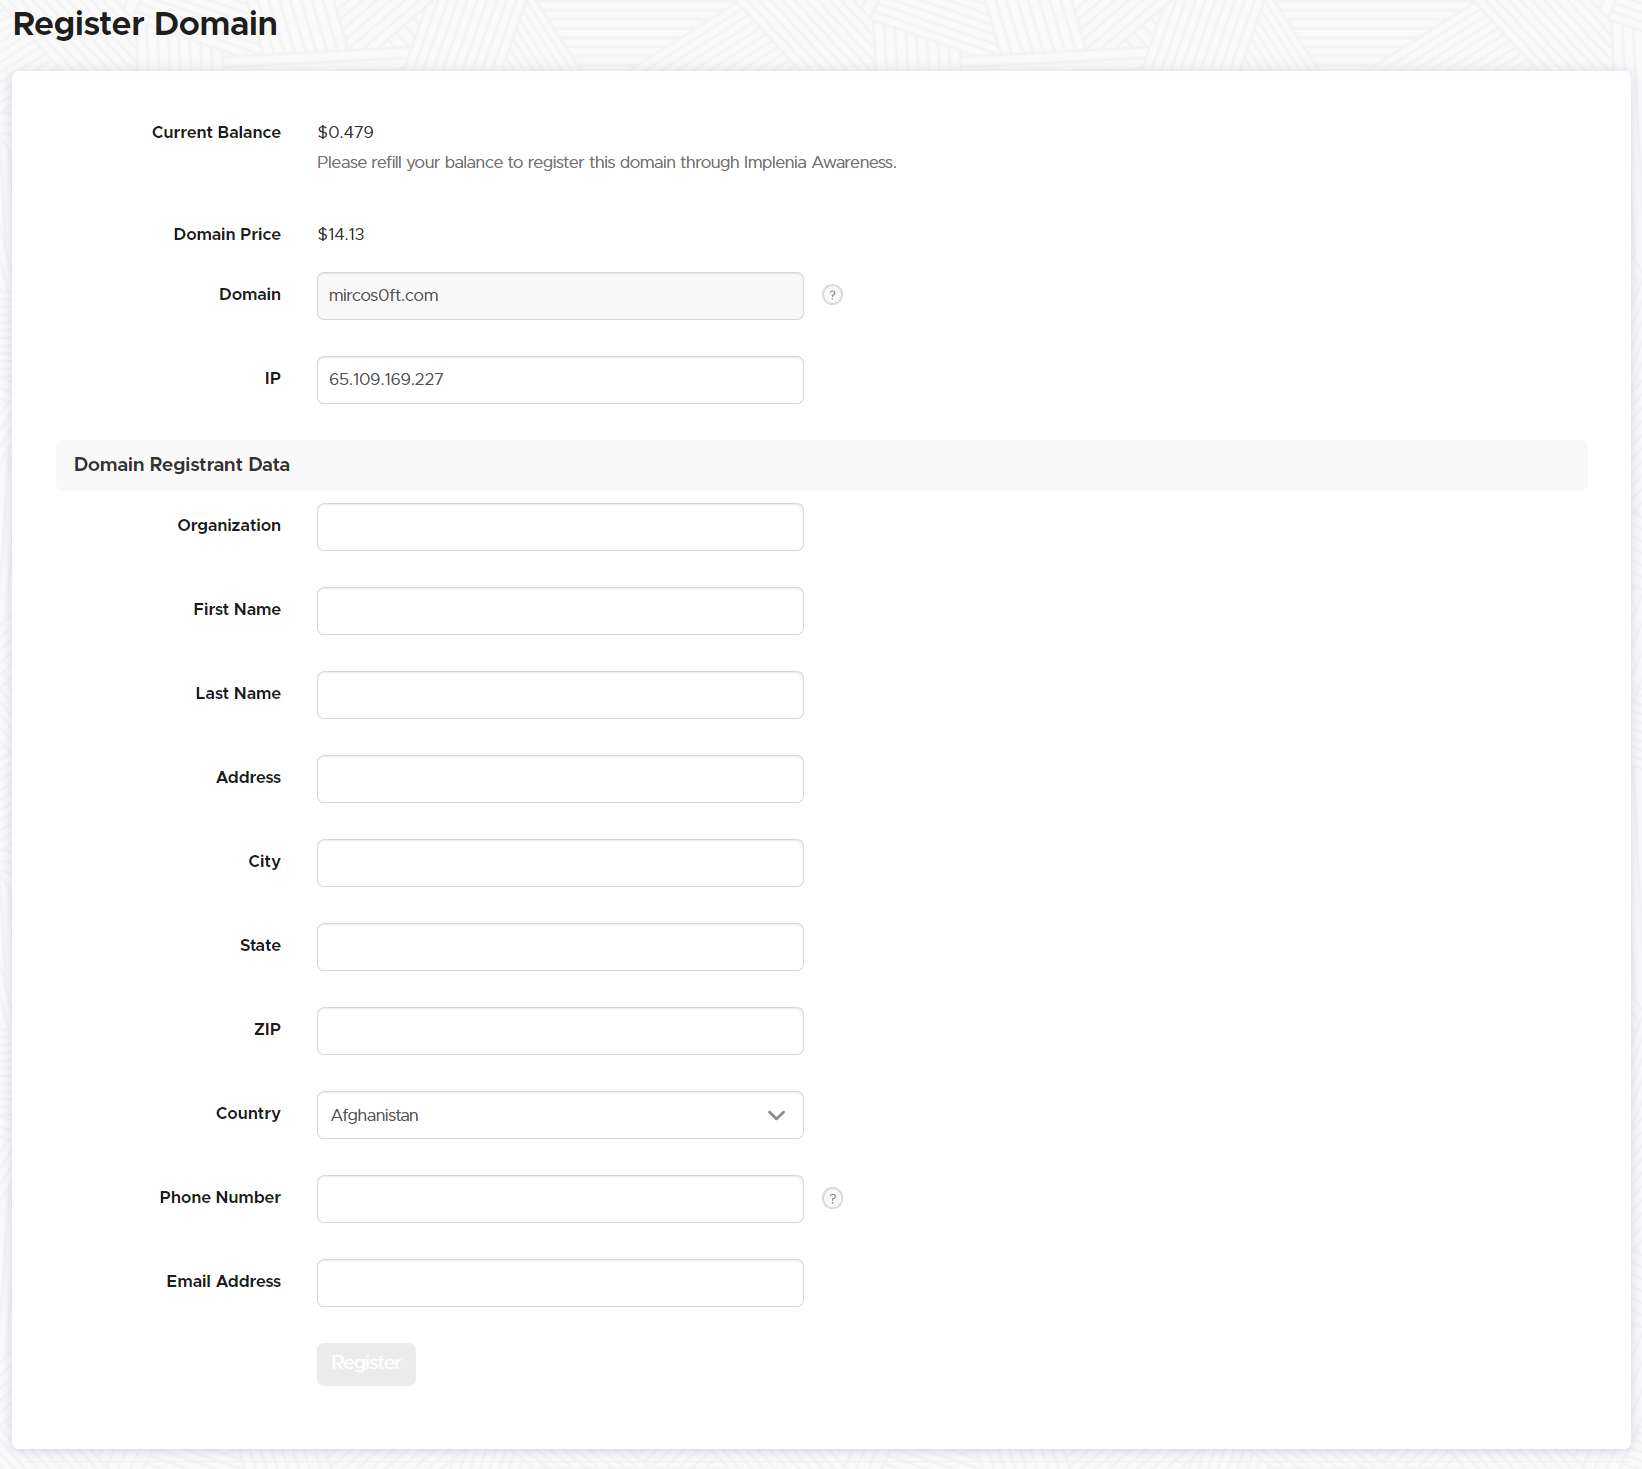 Register Domain
Current Balance
$0.479
Please refill your balance to register this domain through Implenia Awareness.
Domain Price
$14.13
Domain
mircos0ft.com
?
IP
65.109.169.227
Domain Registrant Data
Organization
First Name
Last Name
Address
City
State
ZIP
Country
Afghanistan
Phone Number
?
Email Address
Register